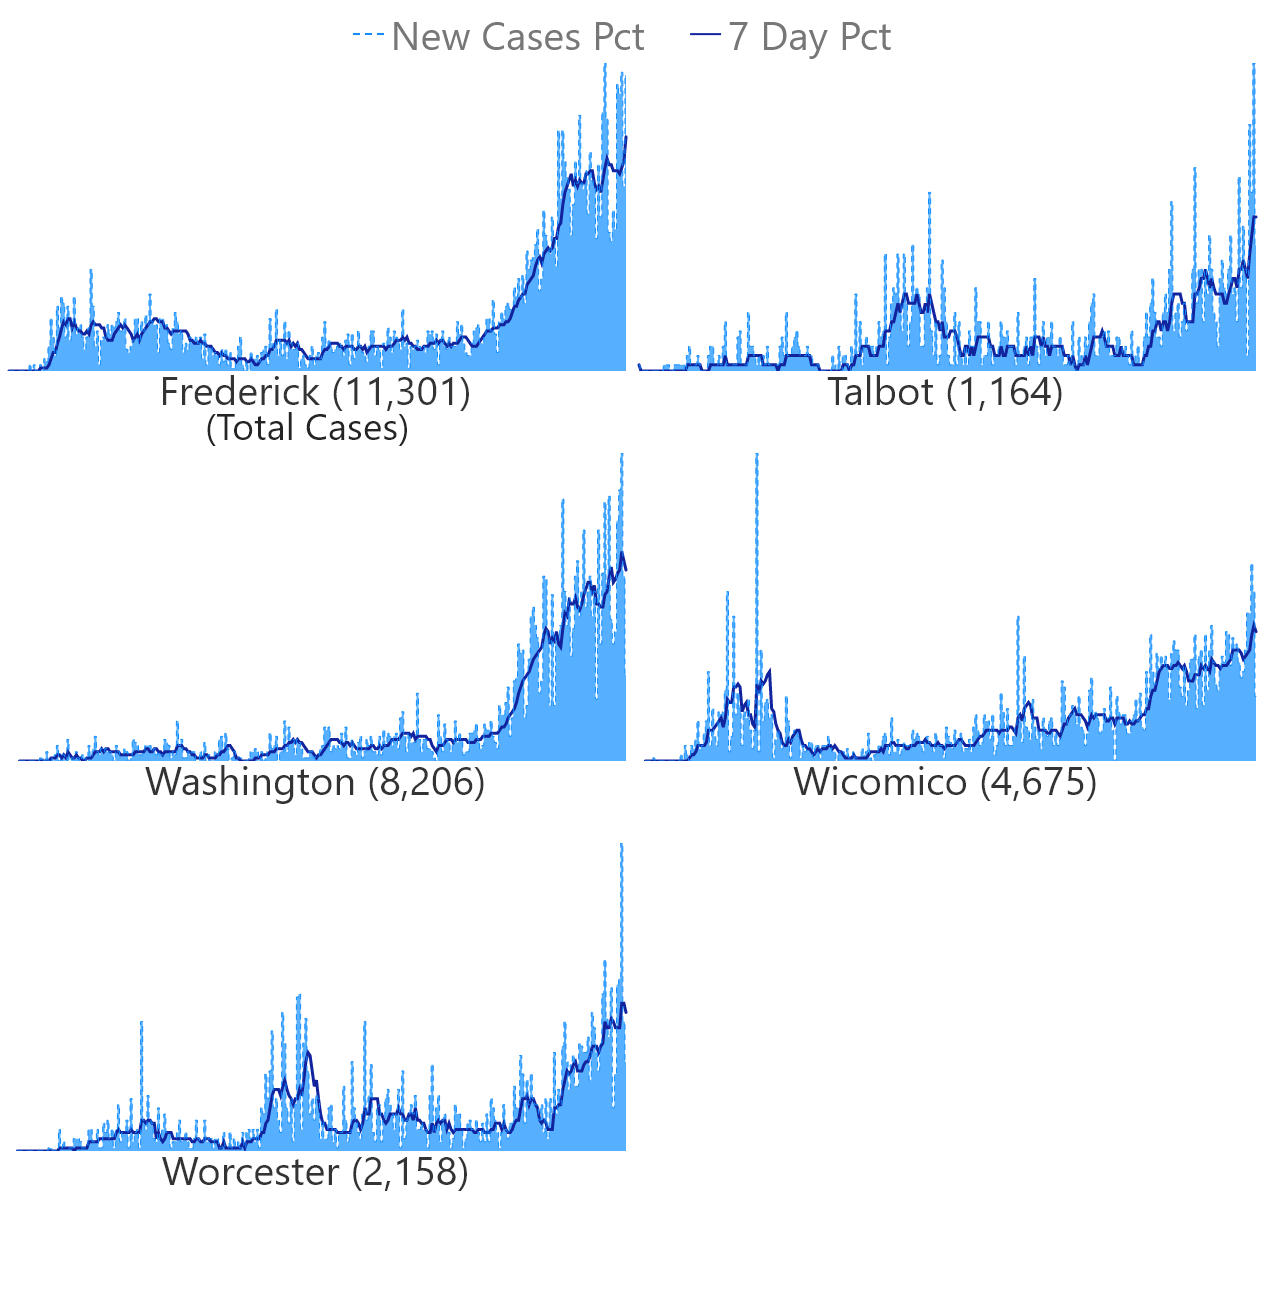 New Cases Pct 7 Day Pct
Frederick (11,301)
(Total Cases)
Talbot (1,164)
Washington (8,206)
Wicomico (4,675)
Worcester (2,158)